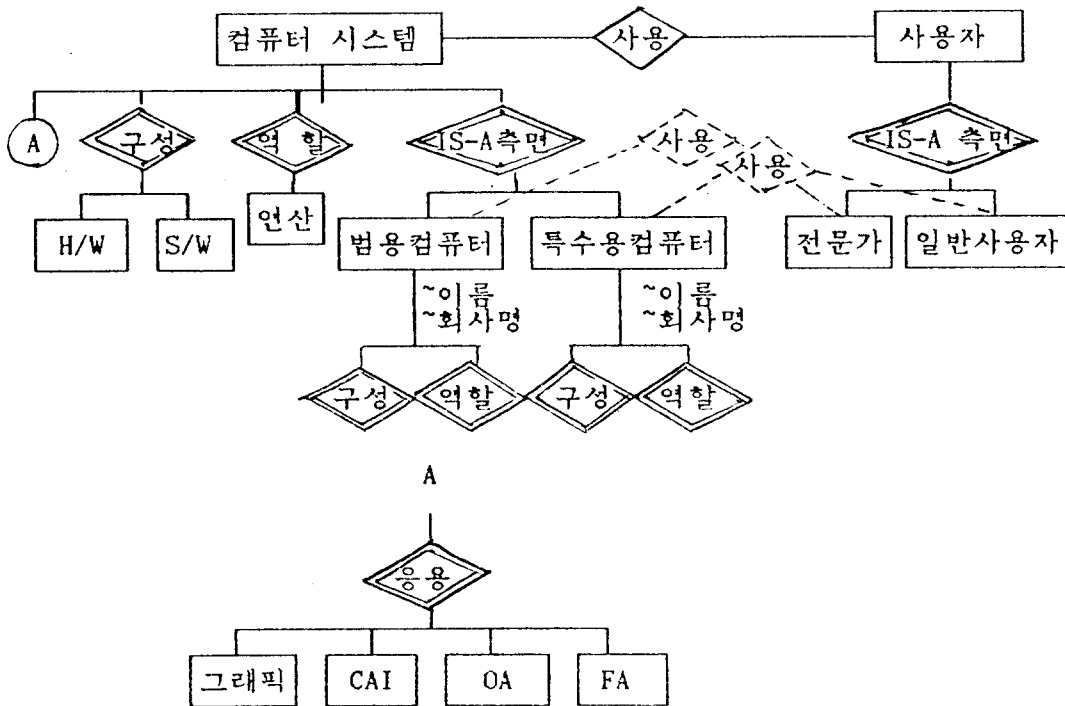 컴퓨터 시스템 사용 사용자
A 구성 역 할 IS-A측면 사용 사용 IS-A 측면
H/W S/W 연산 범용컴퓨터 특수용컴퓨터 전문가 일반사용자
~이름 ~이름
~회사명 ~회사명
구성 역할 구성 역할
A
응용
그래픽 CAI OA FA